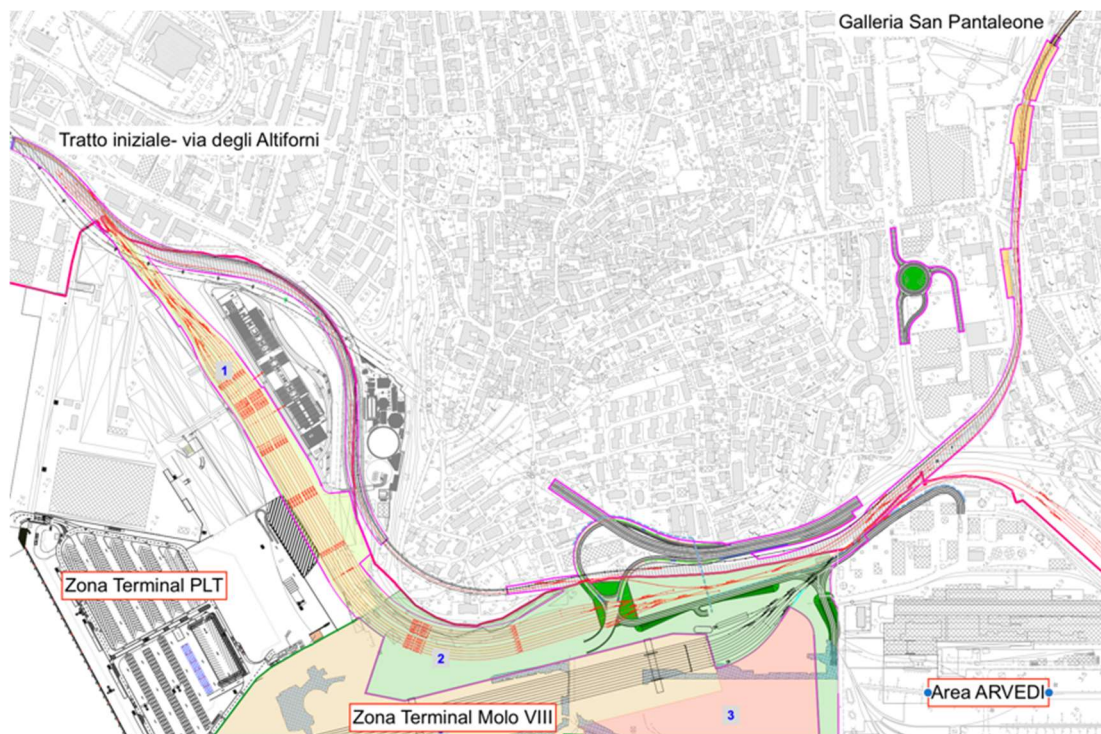 Galleria San Pantaleone
Tratto iniziale- via degli Altiforni
1
Zona Terminal PLT
2
Area ARVEDI
Zona Terminal Molo VIII
3